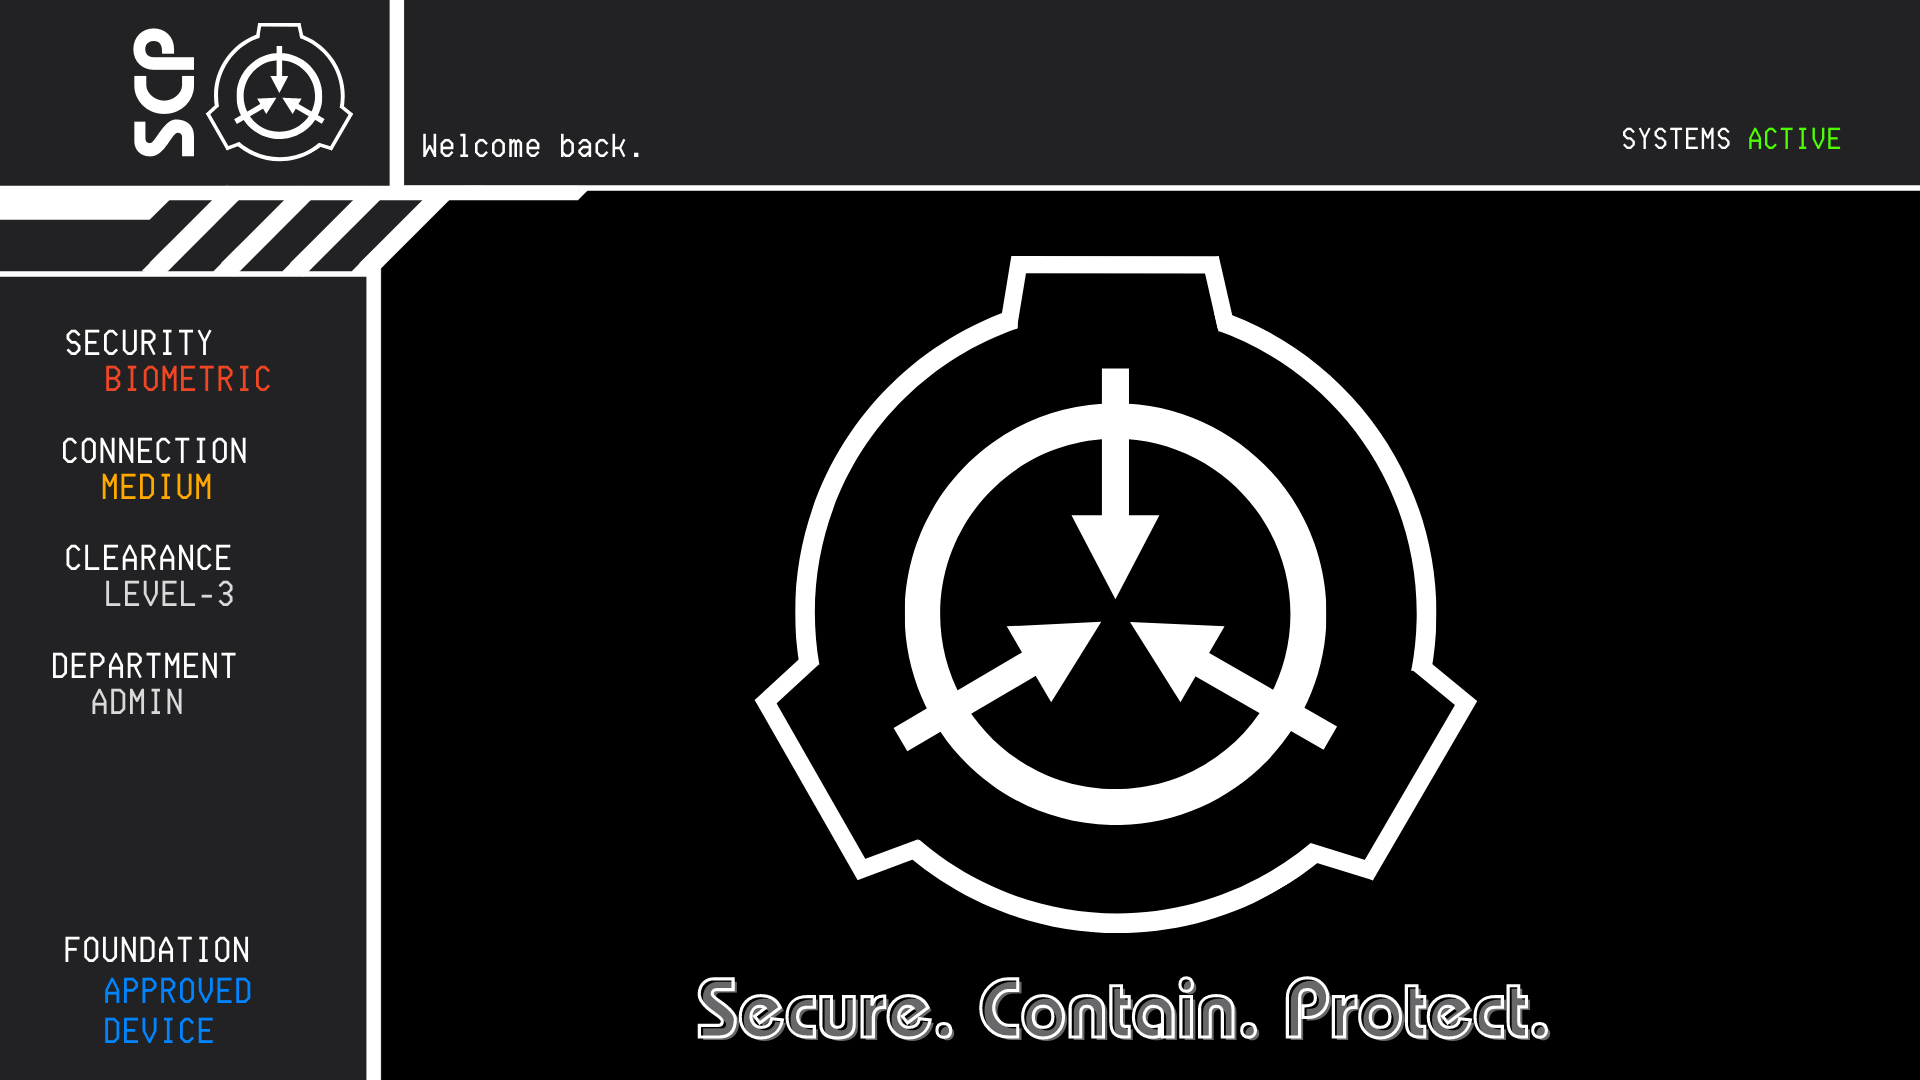 SCP
Welcome back.
SYSTEMS ACTIVE
SECURITY
BIOMETRIC
CONNECTION
MEDIUM
CLEARANCE
LEVEL-3
DEPARTMENT
ADMIN
FOUNDATION
APPROVED
DEVICE
Secure. Contain. Protect.